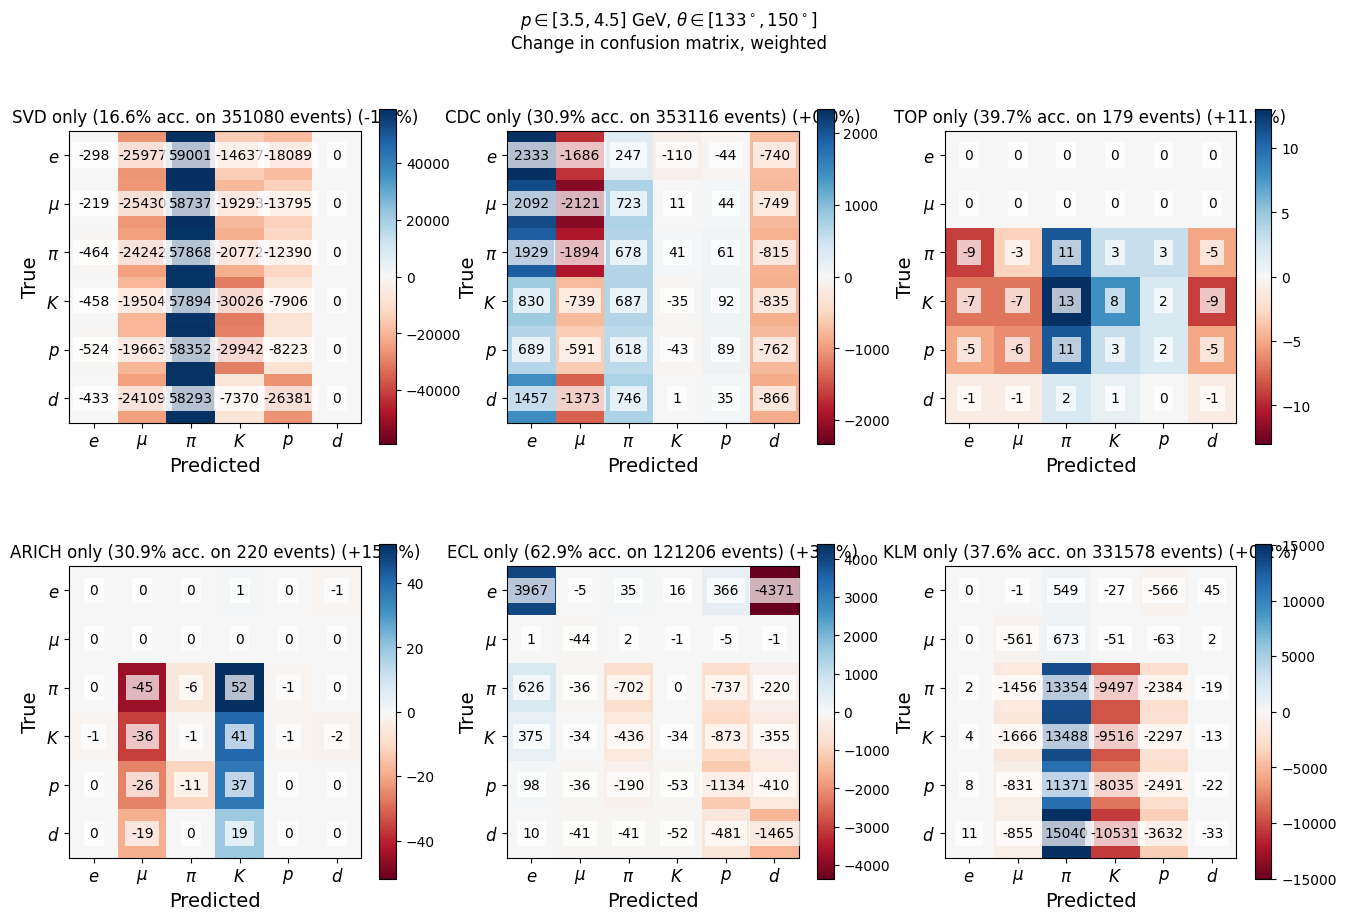 p ∈ [3.5, 4.5] GeV, θ ∈ [133°, 150°]
Change in confusion matrix, weighted
SVD only (16.6% acc. on 351080 events)
40000
20000
0
−20000
−40000
True
e -298 -25977 59001 -14637 -18089 0
μ -219 -25430 58737 -19293 -13795 0
π -464 -24242 57868 -20772 -12390 0
K -458 -19504 57894 -30026 -7906 0
p -524 -19663 58352 -29942 -8223 0
d -433 -24109 58293 -7370 -26381 0
e μ π K p d
Predicted
CDC only (30.9% acc. on 353116 events)
2000
1000
0
−1000
−2000
True
e 2333 -1686 247 -110 -44 -740
μ 2092 -2121 723 11 44 -749
π 1929 -1894 678 41 61 -815
K 830 -739 687 -35 92 -835
p 689 -591 618 -43 89 -762
d 1457 -1373 746 1 35 -866
e μ π K p d
Predicted
TOP only (39.7% acc. on 179 events)
10
5
0
−5
−10
True
e 0 0 0 0 0 0
μ 0 0 0 0 0 0
π -9 -3 11 3 3 -5
K -7 -7 13 8 2 -9
p -5 -6 11 3 2 -5
d -1 -1 2 1 0 -1
e μ π K p d
Predicted
ARICH only (30.9% acc. on 220 events)
40
20
0
−20
−40
True
e 0 0 0 1 0 -1
μ 0 0 0 0 0 0
π 0 -45 -6 52 -1 0
K -1 -36 -1 41 -1 -2
p 0 -26 -11 37 0 0
d 0 -19 0 19 0 0
e μ π K p d
Predicted
ECL only (62.9% acc. on 121206 events)
4000
3000
2000
1000
0
−1000
−2000
−3000
−4000
True
e 3967 -5 35 16 366 -4371
μ 1 -44 2 -1 -5 -1
π 626 -36 -702 0 -737 -220
K 375 -34 -436 -34 -873 -355
p 98 -36 -190 -53 -1134 -410
d 10 -41 -41 -52 -481 -1465
e μ π K p d
Predicted
KLM only (37.6% acc. on 331578 events)
15000
10000
5000
0
−5000
−10000
−15000
True
e 0 -1 549 -27 -566 45
μ 0 -561 673 -51 -63 2
π 2 -1456 13354 -9497 -2384 -19
K 4 -1666 13488 -9516 -2297 -13
p 8 -831 11371 -8035 -2491 -22
d 11 -855 15040 -10531 -3632 -33
e μ π K p d
Predicted